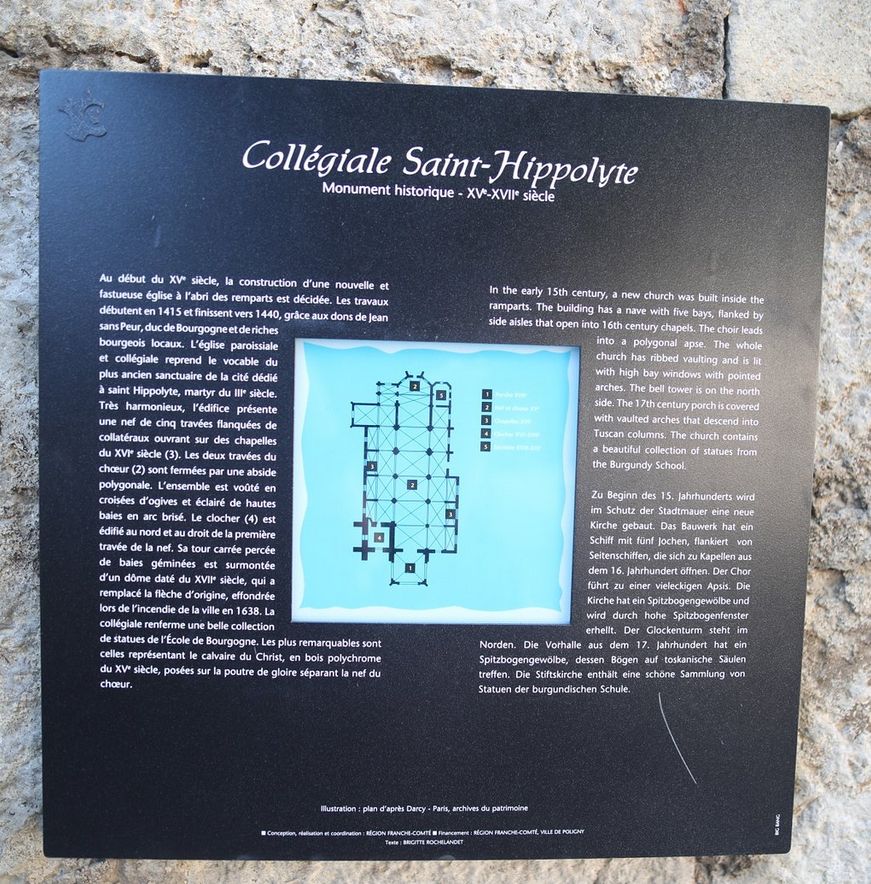 Collégiale Saint-Hippolyte
Monument historique - XVe-XVIIe siècle
Au début du XVe siècle, la construction d'une nouvelle et
fastueuse église à l'abri des remparts est décidée. Les travaux
débutent en 1415 et finissent vers 1440, grâce aux dons de Jean
sans Peur, duc de Bourgogne et de riches
bourgeois locaux. L'église paroissiale
et collégiale reprend le vocable du
plus ancien sanctuaire de la cité dédié
à saint Hippolyte, martyr du IIIe siècle.
Très harmonieux, l'édifice présente
une nef de cinq travées flanquées de
collatéraux ouvrant sur des chapelles
du XVIe siècle (3). Les deux travées du
chœur (2) sont fermées par une abside
polygonale. L'ensemble est voûté en
croisées d'ogives et éclairé de hautes
baies en arc brisé. Le clocher (4) est
édifié au nord et au droit de la première
travée de la nef. Sa tour carrée percée
de baies géminées est surmontée
d'un dôme daté du XVIIe siècle, qui a
remplacé la flèche d'origine, effondrée
lors de l'incendie de la ville en 1638. La
collégiale renferme une belle collection
de statues de l'École de Bourgogne. Les plus remarquables sont
celles représentant le calvaire du Christ, en bois polychrome
du XVe siècle, posées sur la poutre de gloire séparant la nef du
chœur.
In the early 15th century, a new church was built inside the
ramparts. The building has a nave with five bays, flanked by
side aisles that open into 16th century chapels. The choir leads
into a polygonal apse. The whole
church has ribbed vaulting and is lit
with high bay windows with pointed
arches. The bell tower is on the north
side. The 17th century porch is covered
with vaulted arches that descend into
Tuscan columns. The church contains
a beautiful collection of statues from
the Burgundy School.
Zu Beginn des 15. Jahrhunderts wird
im Schutz der Stadtmauer eine neue
Kirche gebaut. Das Bauwerk hat ein
Schiff mit fünf Jochen, flankiert von
Seitenschiffen, die sich zu Kapellen aus
dem 16. Jahrhundert öffnen. Der Chor
führt zu einer vieleckigen Apsis. Die
Kirche hat ein Spitzbogengewölbe und
wird durch hohe Spitzbogenfenster
erhellt. Der Glockenturm steht im
Norden. Die Vorhalle aus dem 17. Jahrhundert hat ein
Spitzbogengewölbe, dessen Bögen auf toskanische Säulen
treffen. Die Stiftskirche enthält eine schöne Sammlung von
Statuen der burgundischen Schule.
2
5
3
2
3
4
1
1 Porche
2 Nef et chœur
3 Chapelles
4 Clocher
5
Illustration : plan d'après Darcy - Paris, archives du patrimoine
■ Conception, réalisation et coordination : RÉGION FRANCHE-COMTÉ ■ Financement : RÉGION FRANCHE-COMTÉ, VILLE DE POLIGNY
Texte : BRIGITTE ROCHELANDET
BIG BANG